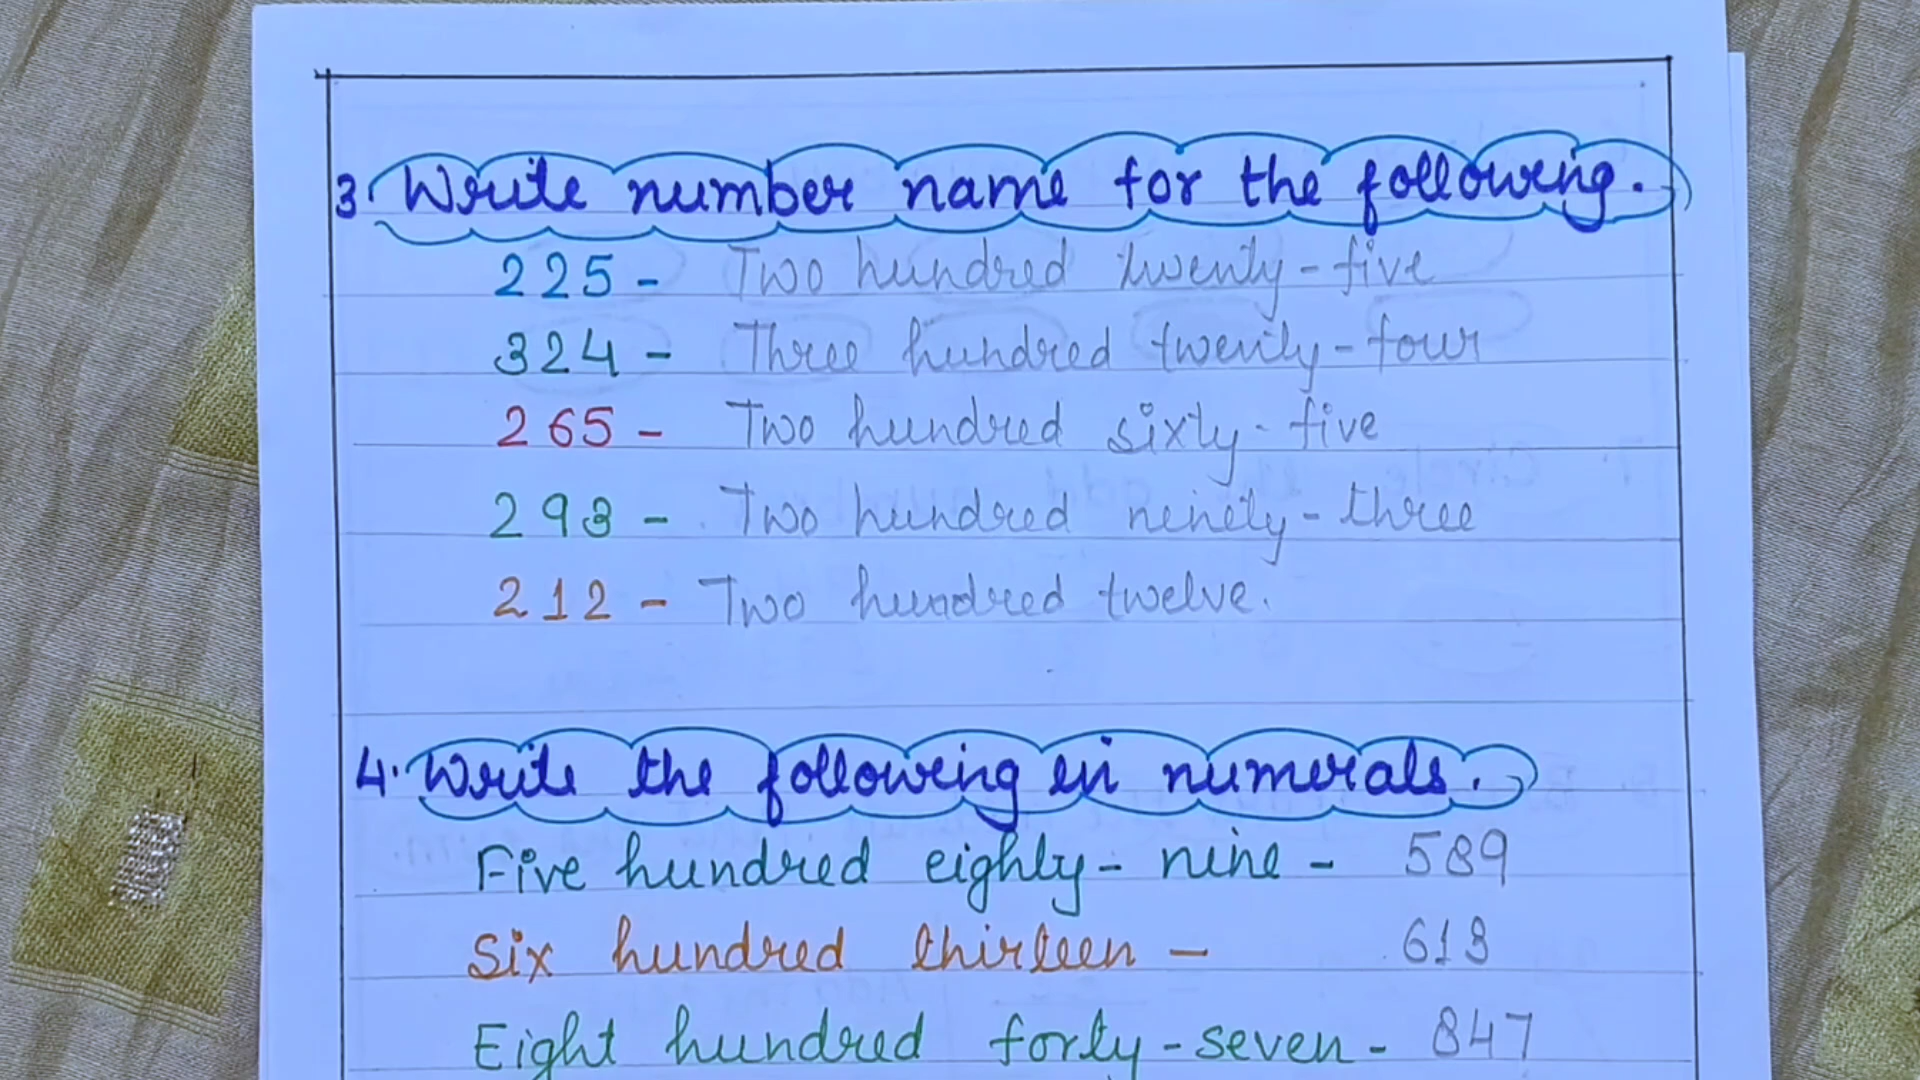 3. Write number name for the following.
225 - Two hundred twenty-five
324 - Three hundred twenty-four
265 - Two hundred sixty-five
293 - Two hundred ninety-three
212 - Two hundred twelve.
4. Write the following in numerals.
Five hundred eighty-nine - 589
Six hundred thirteen - 613
Eight hundred forty-seven - 847